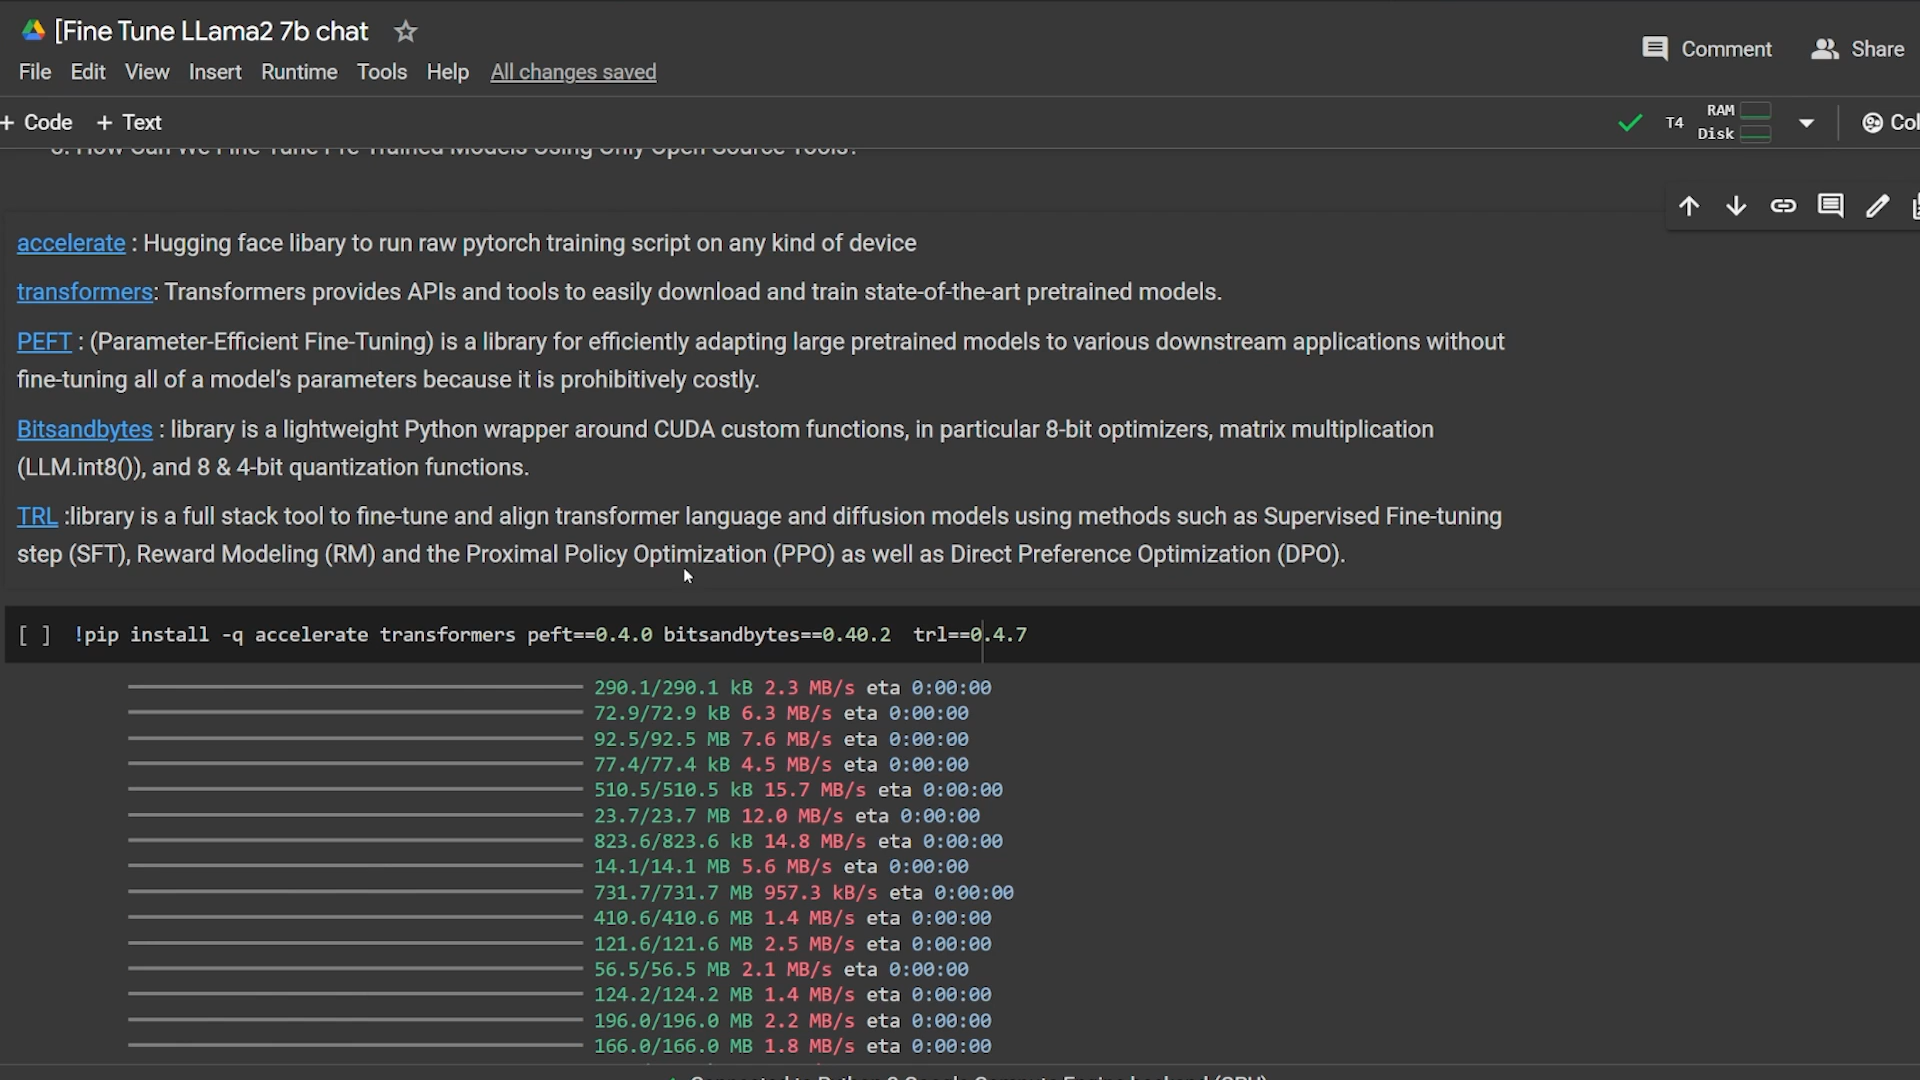 [Fine Tune LLama2 7b chat
Comment Share
File Edit View Insert Runtime Tools Help All changes saved
+ Code + Text
T4 RAM
Disk
Col
3. How Can We Fine Tune Pre Trained Models Using Only Open Source Tools?
accelerate : Hugging face libary to run raw pytorch training script on any kind of device
transformers: Transformers provides APIs and tools to easily download and train state-of-the-art pretrained models.
PEFT : (Parameter-Efficient Fine-Tuning) is a library for efficiently adapting large pretrained models to various downstream applications without
fine-tuning all of a model's parameters because it is prohibitively costly.
Bitsandbytes : library is a lightweight Python wrapper around CUDA custom functions, in particular 8-bit optimizers, matrix multiplication
(LLM.int8()), and 8 & 4-bit quantization functions.
TRL :library is a full stack tool to fine-tune and align transformer language and diffusion models using methods such as Supervised Fine-tuning
step (SFT), Reward Modeling (RM) and the Proximal Policy Optimization (PPO) as well as Direct Preference Optimization (DPO).
[ ] !pip install -q accelerate transformers peft==0.4.0 bitsandbytes==0.40.2 trl==0.4.7
290.1/290.1 kB 2.3 MB/s eta 0:00:00
72.9/72.9 kB 6.3 MB/s eta 0:00:00
92.5/92.5 MB 7.6 MB/s eta 0:00:00
77.4/77.4 kB 4.5 MB/s eta 0:00:00
510.5/510.5 kB 15.7 MB/s eta 0:00:00
23.7/23.7 MB 12.0 MB/s eta 0:00:00
823.6/823.6 kB 14.8 MB/s eta 0:00:00
14.1/14.1 MB 5.6 MB/s eta 0:00:00
731.7/731.7 MB 957.3 kB/s eta 0:00:00
410.6/410.6 MB 1.4 MB/s eta 0:00:00
121.6/121.6 MB 2.5 MB/s eta 0:00:00
56.5/56.5 MB 2.1 MB/s eta 0:00:00
124.2/124.2 MB 1.4 MB/s eta 0:00:00
196.0/196.0 MB 2.2 MB/s eta 0:00:00
166.0/166.0 MB 1.8 MB/s eta 0:00:00